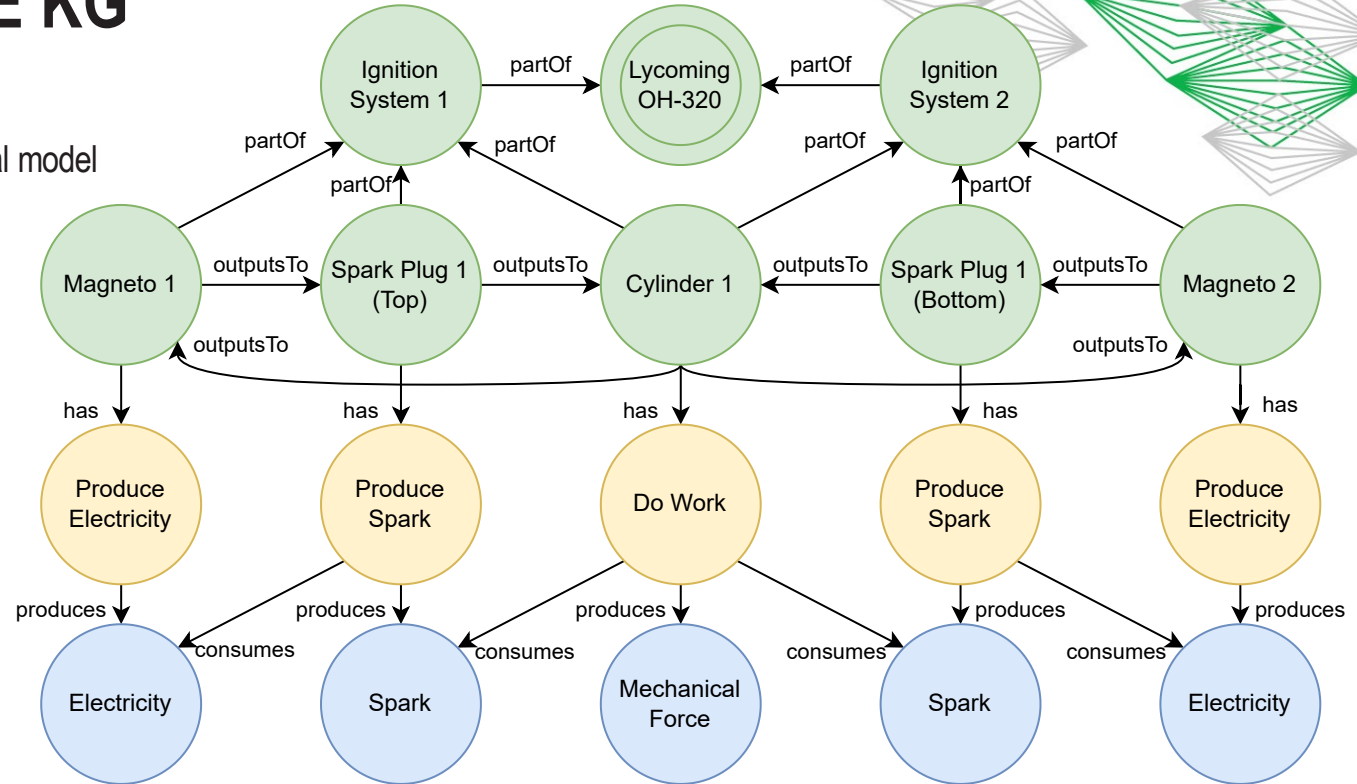 E KG
al model
Ignition
System 1
partOf
Lycoming
OH-320
partOf
Ignition
System 2
partOf
partOf
partOf
partOf
partOf
partOf
Magneto 1
outputsTo
Spark Plug 1
(Top)
outputsTo
Cylinder 1
outputsTo
Spark Plug 1
(Bottom)
outputsTo
Magneto 2
outputsTo
outputsTo
has
has
has
has
has
Produce
Electricity
Produce
Spark
Do Work
Produce
Spark
Produce
Electricity
produces
produces
produces
produces
produces
consumes
consumes
consumes
consumes
Electricity
Spark
Mechanical
Force
Spark
Electricity